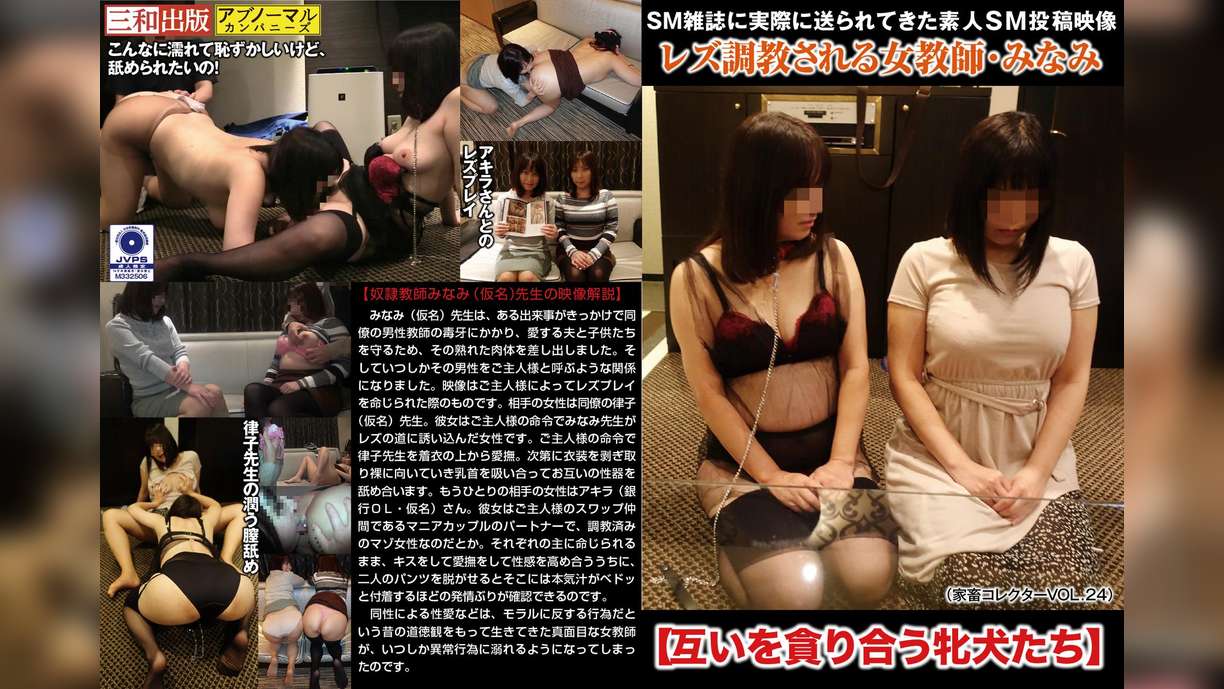 三和出版
アブノーマル
カンパニーズ
こんなに濡れて恥ずかしいけど、
舐められたいの!
JVPS
M332506
アキラさんとの
レズプレイ
律子先生の潤う膣舐め
【奴隷教師みなみ(仮名)先生の映像解説】
みなみ(仮名)先生は、ある出来事がきっかけで同
僚の男性教師の毒牙にかかり、愛する夫と子供たち
を守るため、その熟れた肉体を差し出しました。そ
していつしかその男性をご主人様と呼ぶような関係
になりました。映像はご主人様によってレズプレイ
を命じられた際のものです。相手の女性は同僚の律子
(仮名)先生。彼女はご主人様の命令でみなみ先生が
レズの道に誘い込んだ女性です。ご主人様の命令で
律子先生を着衣の上から愛撫。次第に衣装を剥ぎ取
り裸に向いていき乳首を吸い合ってお互いの性器を
舐め合います。もうひとりの相手の女性はアキラ(銀
行OL・仮名)さん。彼女はご主人様のスワップ仲
間であるマニアカップルのパートナーで、調教済み
のマゾ女性なのだとか。それぞれの主に命じられる
まま、キスをして愛撫をして性感を高め合ううちに、
二人のパンツを脱がせるとそこには本気汁がベドッ
と付着するほどの発情ぶりが確認できるのです。
同性による性愛などは、モラルに反する行為だと
いう昔の道徳観をもって生きてきた真面目な女教師
が、いつしか異常行為に溺れるようになってしまっ
たのです。
SM雑誌に実際に送られてきた素人SM投稿映像
レズ調教される女教師・みなみ
(家畜コレクターVOL.24)
【互いを貪り合う牝犬たち】